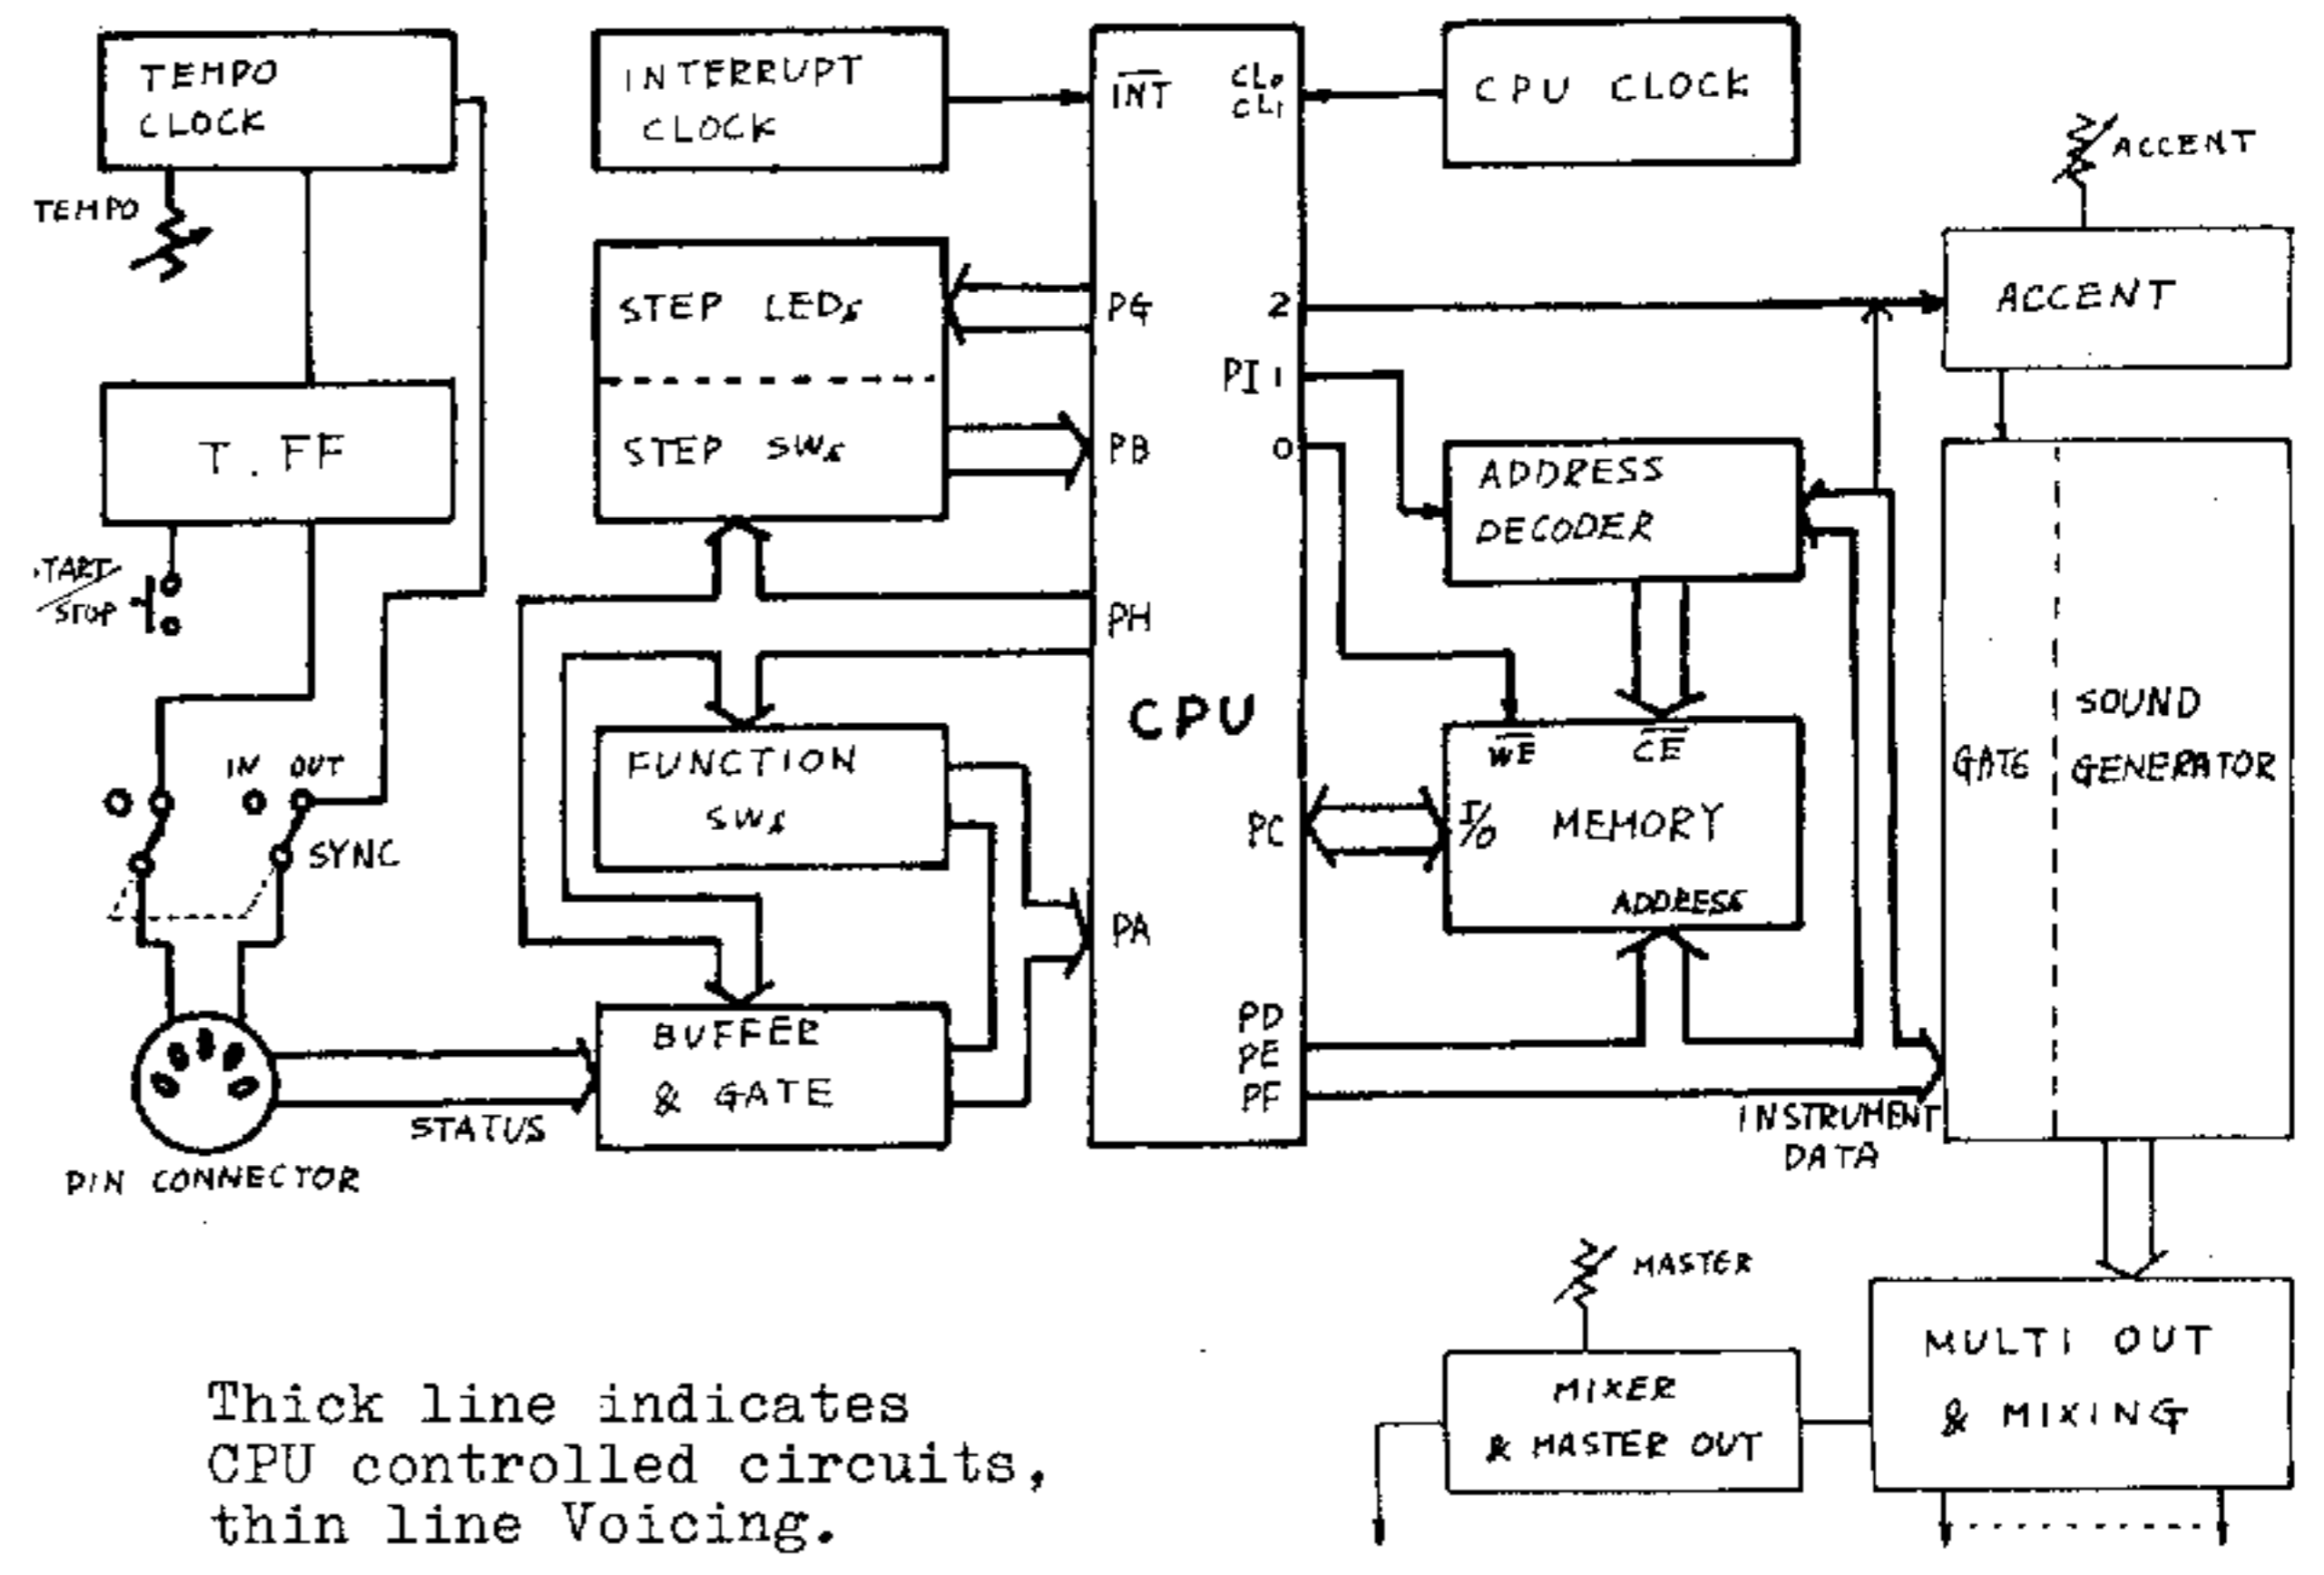 TEMPO
CLOCK
TEMPO
T.FF
START/
STOP
IN OUT
SYNC
PIN CONNECTOR
STATUS
INTERRUPT
CLOCK
STEP LEDs
STEP SWs
FUNCTION
SWs
BUFFER
& GATE
INT
PG
PB
PH
CPU
PA
CL0
CL1
2
PI 1
0
PC
PD
PE
PF
CPU CLOCK
ACCENT
ACCENT
ADDRESS
DECODER
WE CE
I/O MEMORY
ADDRESS
GATE
SOUND
GENERATOR
INSTRUMENT
DATA
MASTER
MIXER
& MASTER OUT
MULTI OUT
& MIXING
Thick line indicates
CPU controlled circuits,
thin line Voicing.